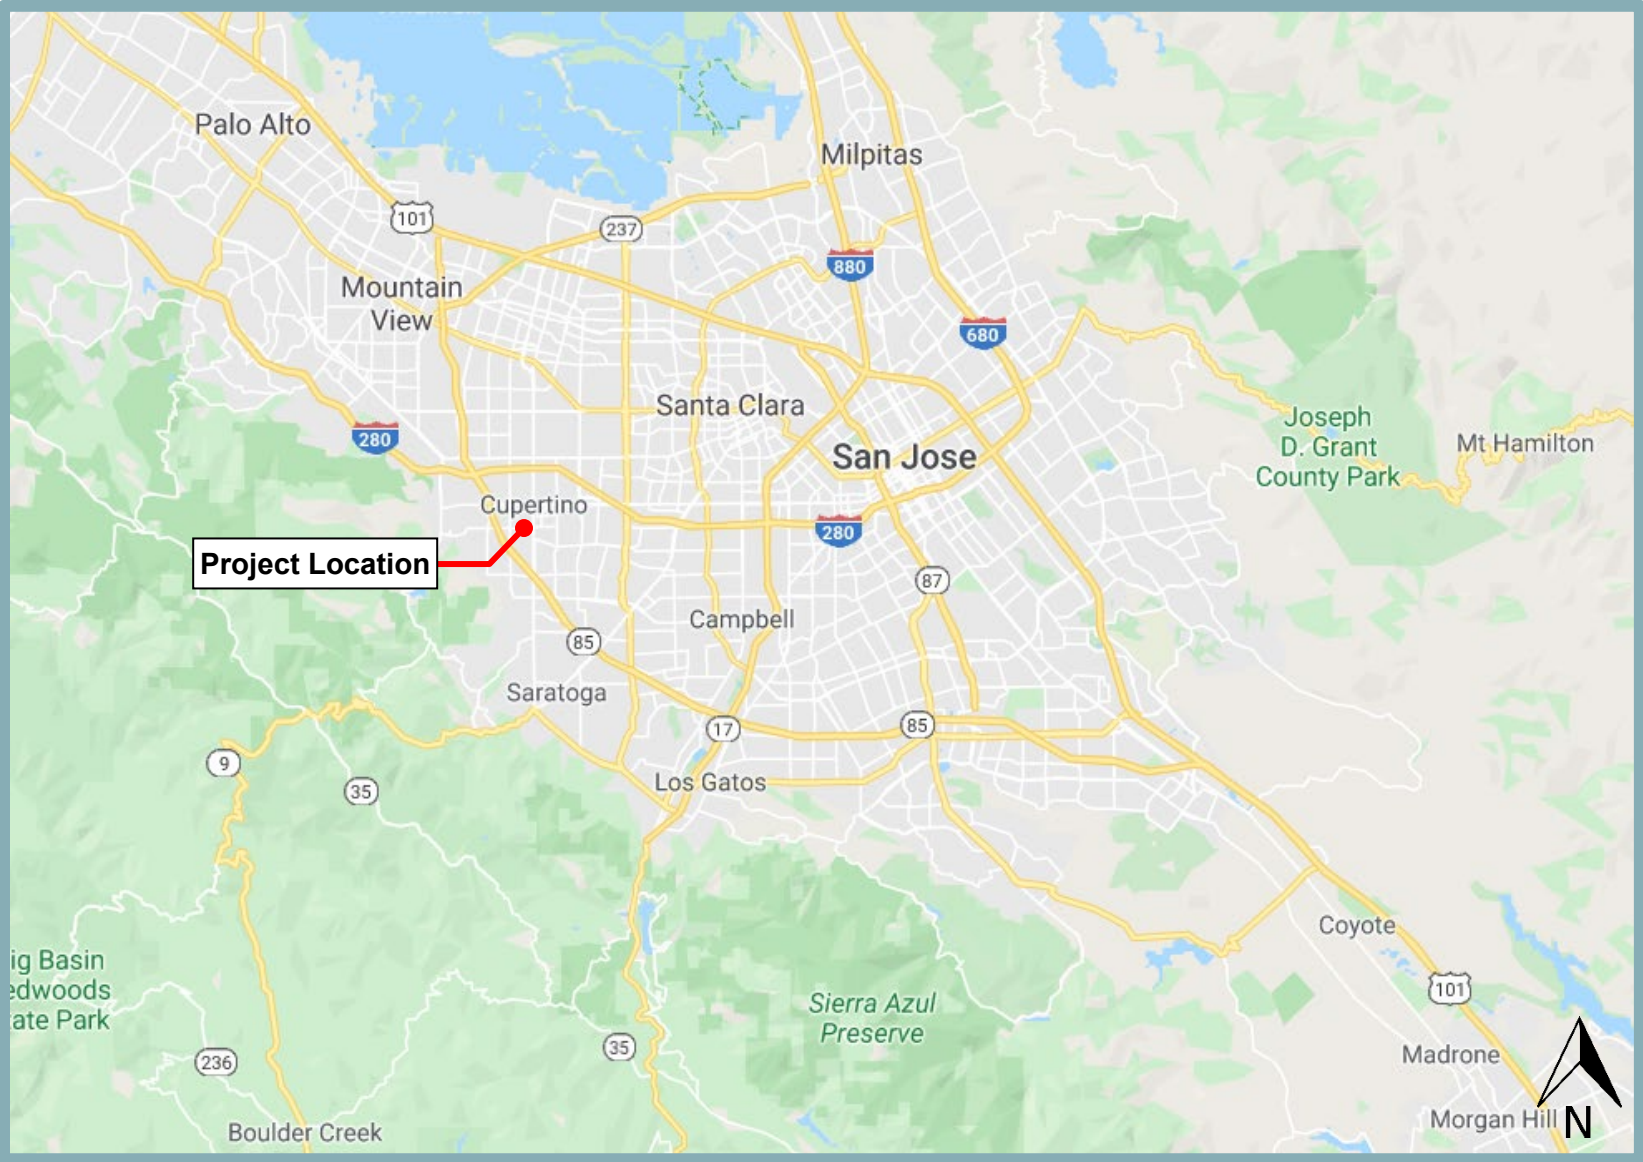 Palo Alto
Milpitas
101
237
880
Mountain
View
680
Santa Clara
Joseph
D. Grant
County Park
Mt Hamilton
280
San Jose
Cupertino
280
Project Location
87
Campbell
85
Saratoga
17
85
9
35
Los Gatos
Coyote
ig Basin
edwoods
ate Park
101
Sierra Azul
Preserve
35
236
Madrone
Morgan Hill
N
Boulder Creek